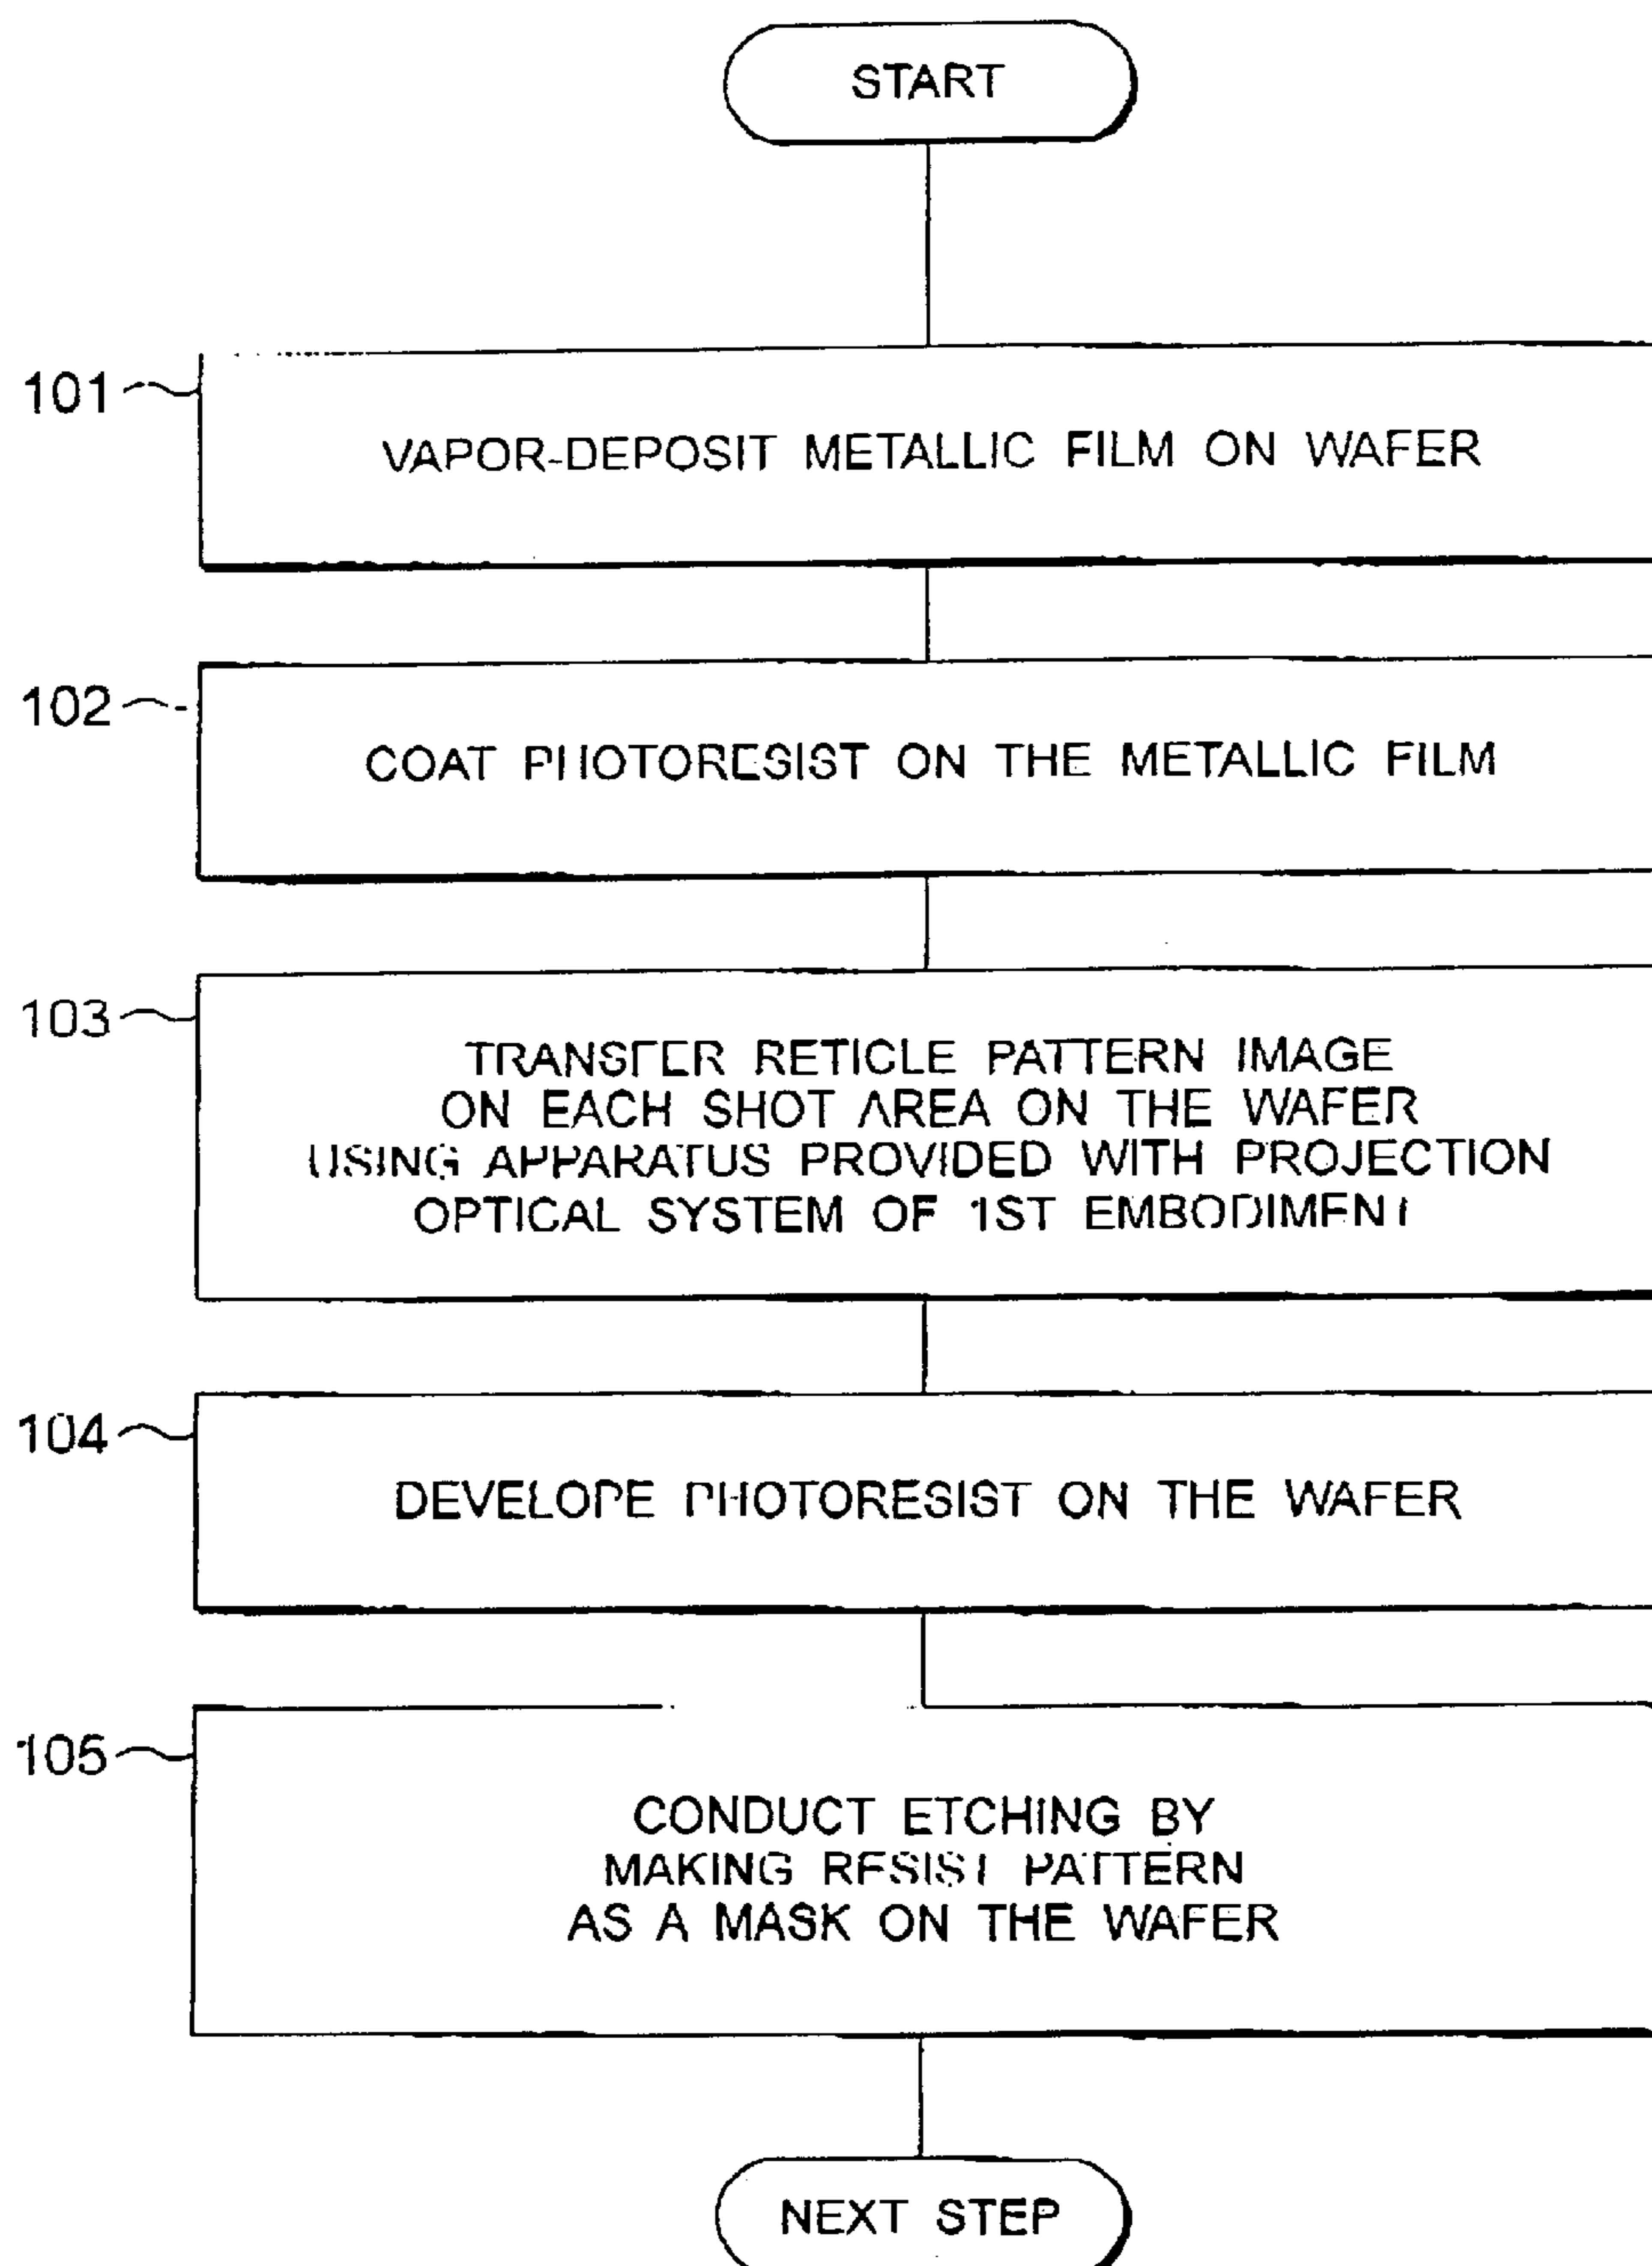 START
101
VAPOR-DEPOSIT METALLIC FILM ON WAFER
102
COAT PHOTORESIST ON THE METALLIC FILM
103
TRANSFER RETICLE PATTERN IMAGE
ON EACH SHOT AREA ON THE WAFER
USING APPARATUS PROVIDED WITH PROJECTION
OPTICAL SYSTEM OF 1ST EMBODIMENT
104
DEVELOPE PHOTORESIST ON THE WAFER
105
CONDUCT ETCHING BY
MAKING RESIST PATTERN
AS A MASK ON THE WAFER
NEXT STEP